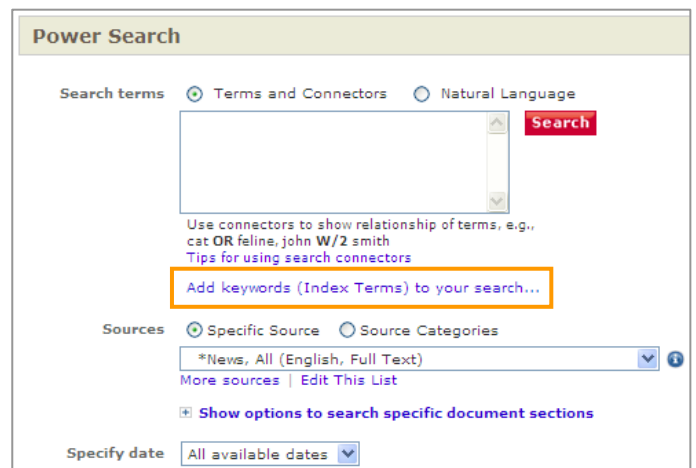 Power Search
Search terms Terms and Connectors Natural Language
Search
Use connectors to show relationship of terms, e.g.,
cat OR feline, john W/2 smith
Tips for using search connectors
Add keywords (Index Terms) to your search...
Sources Specific Source Source Categories
*News, All (English, Full Text)
More sources | Edit This List
Show options to search specific document sections
Specify date All available dates